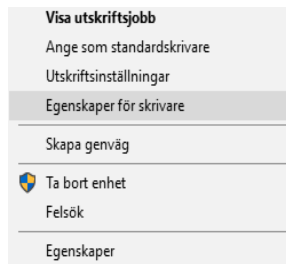 Visa utskriftsjobb
Ange som standardskrivare
Utskriftsinställningar
Egenskaper för skrivare
Skapa genväg
Ta bort enhet
Felsök
Egenskaper